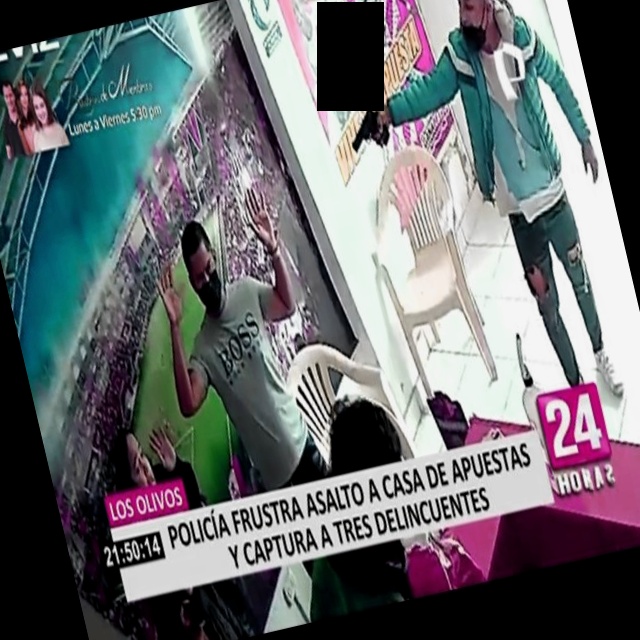 Lunes a Viernes 5:30 pm
BOSS
LOS OLIVOS
21:50:14
POLICÍA FRUSTRA ASALTO A CASA DE APUESTAS
Y CAPTURA A TRES DELINCUENTES
24
HORAS